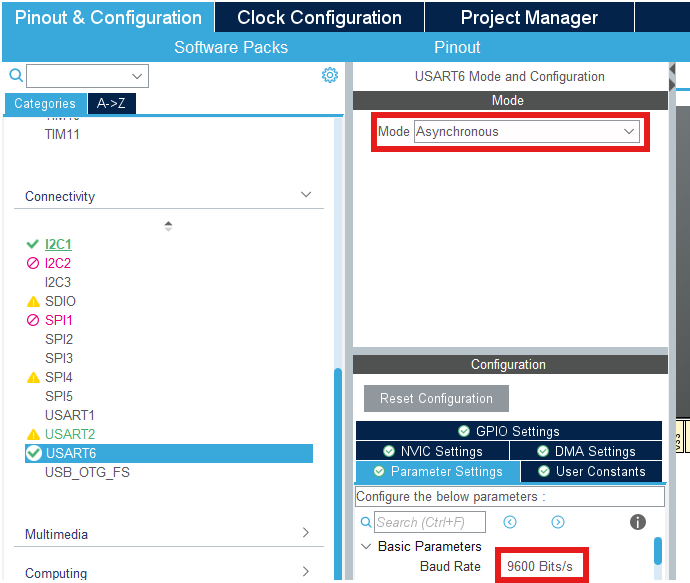 Pinout & Configuration
Clock Configuration
Project Manager
Software Packs
Pinout
Categories
A->Z
TIM11
Connectivity
I2C1
I2C2
I2C3
SDIO
SPI1
SPI2
SPI3
SPI4
SPI5
USART1
USART2
USART6
USB_OTG_FS
Multimedia
Computing
USART6 Mode and Configuration
Mode
Mode Asynchronous
Configuration
Reset Configuration
GPIO Settings
NVIC Settings
DMA Settings
Parameter Settings
User Constants
Configure the below parameters :
Search (Ctrl+F)
Basic Parameters
Baud Rate 9600 Bits/s